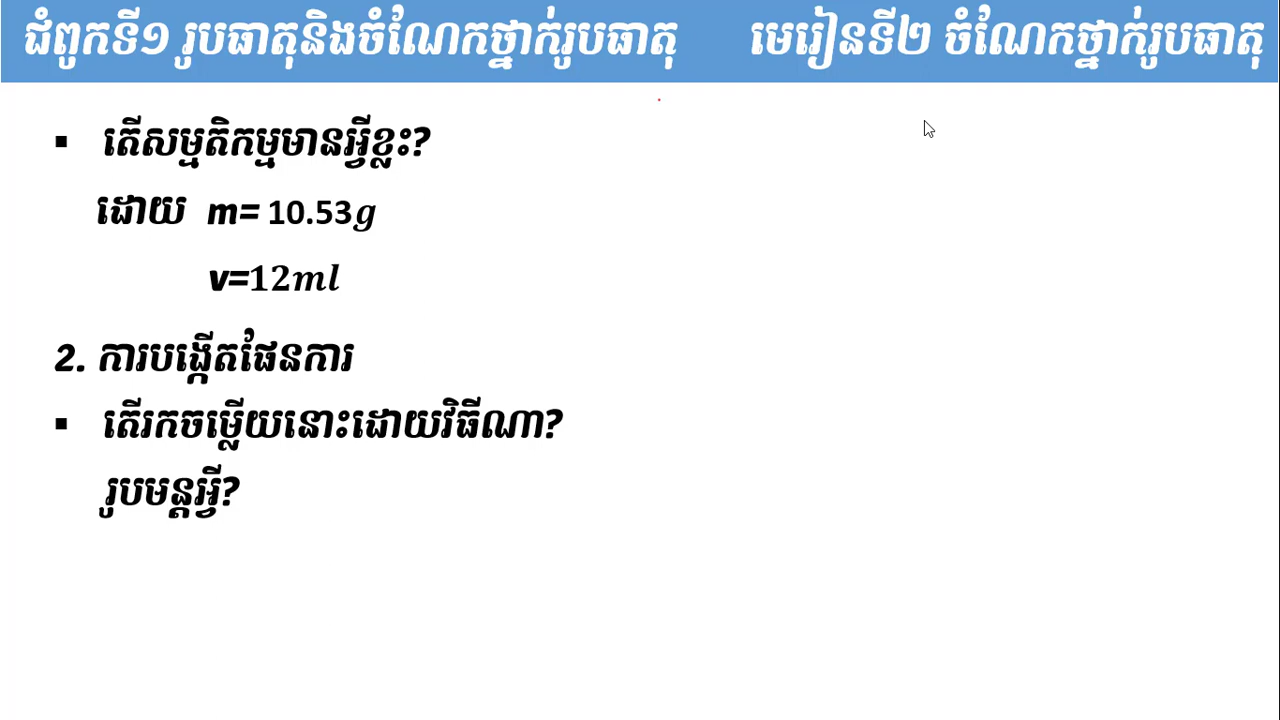 ជំពូកទី១ រូបធាតុនិងចំណែកថ្នាក់រូបធាតុ មេរៀនទី២ ចំណែកថ្នាក់រូបធាតុ
▪ តើសម្មតិកម្មមានអ្វីខ្លះ?
ដោយ m= 10.53g
v=12ml
2. ការបង្កើតផែនការ
▪ តើរកចម្លើយនោះដោយវិធីណា?
រូបមន្តអ្វី?